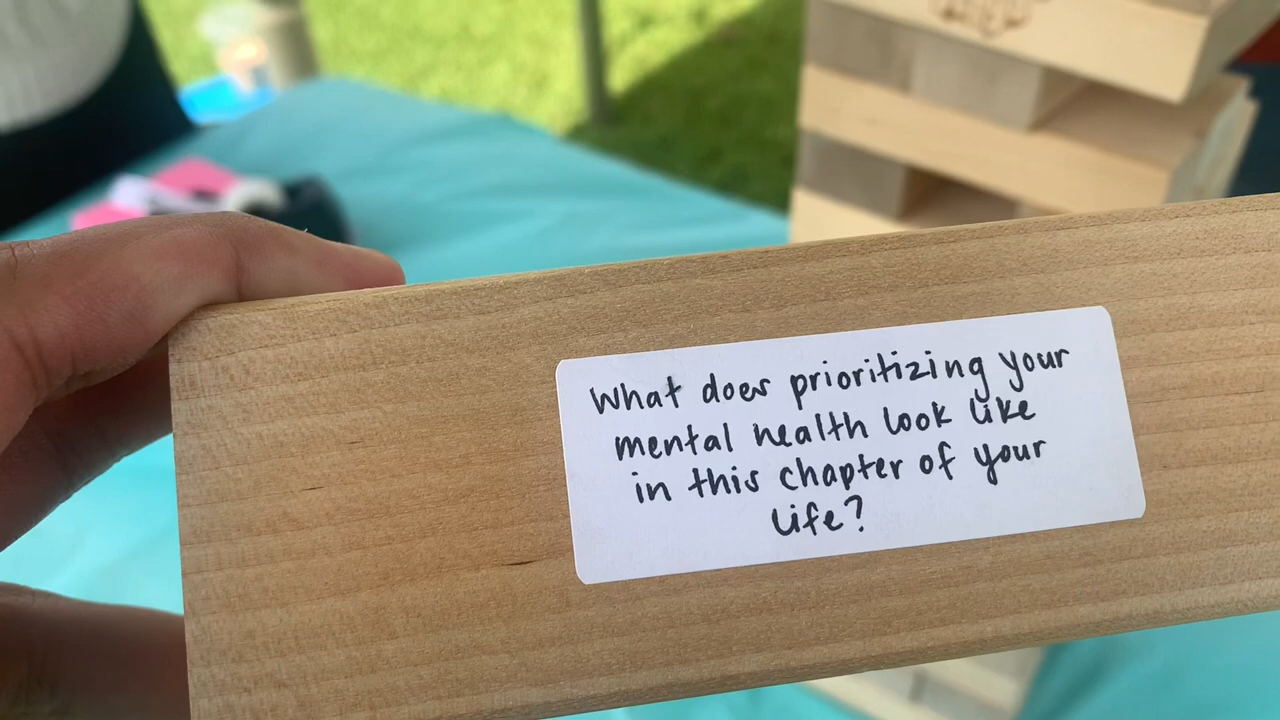 What does prioritizing your
mental health look like
in this chapter of your
life?